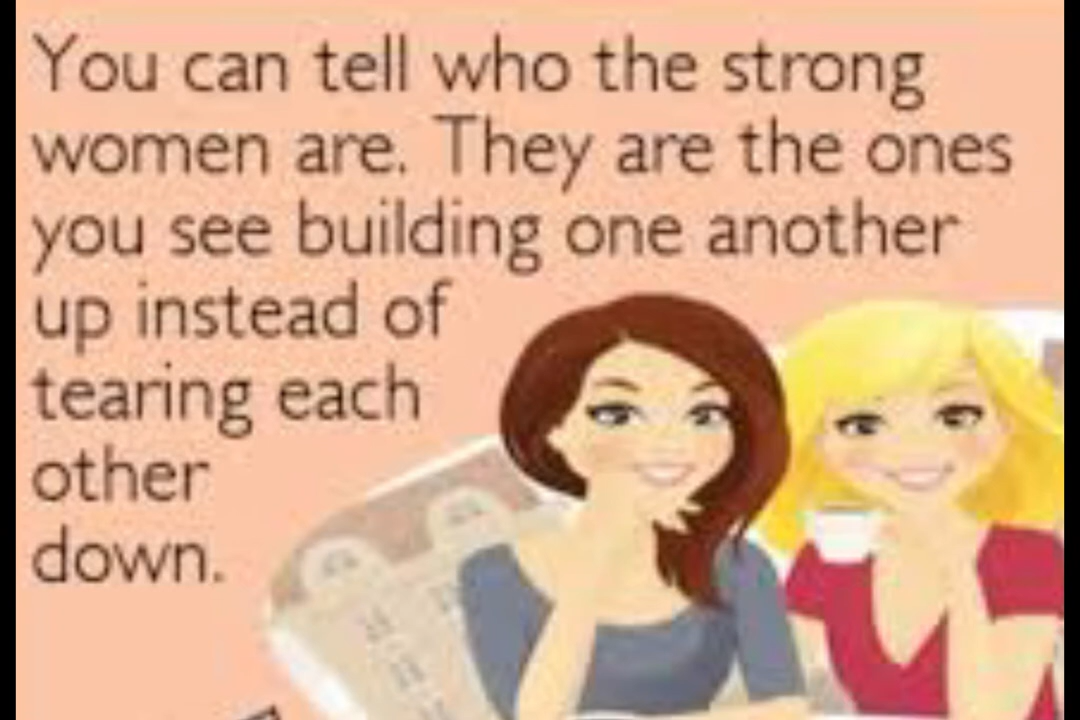 You can tell who the strong
women are. They are the ones
you see building one another
up instead of
tearing each
other
down.